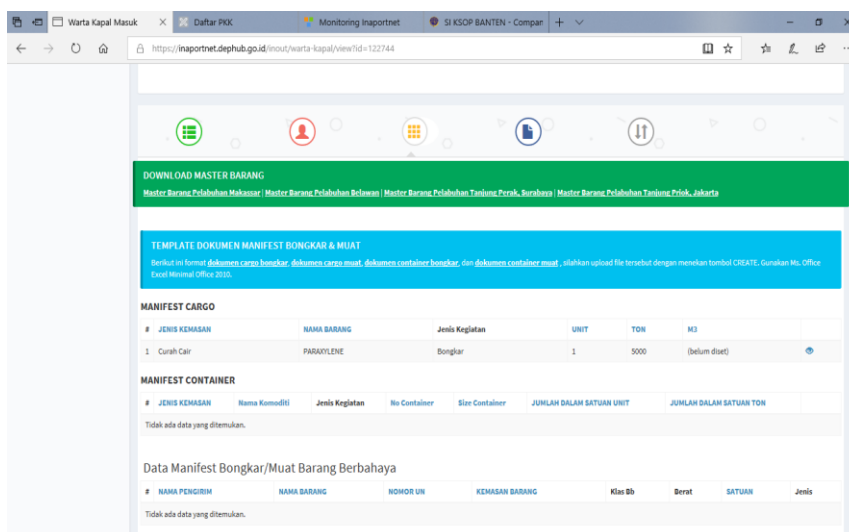 Warta Kapal Masuk
Daftar PKK
Monitoring Inaportnet
SI KSOP BANTEN - Compan
https://inaportnet.dephub.go.id/inout/warta-kapal/view?id=122744
DOWNLOAD MASTER BARANG
Master Barang Pelabuhan Makassar | Master Barang Pelabuhan Belawan | Master Barang Pelabuhan Tanjung Perak, Surabaya | Master Barang Pelabuhan Tanjung Priok, Jakarta
TEMPLATE DOKUMEN MANIFEST BONGKAR & MUAT
Berikut ini format dokumen cargo bongkar, dokumen cargo muat, dokumen container bongkar, dan dokumen container muat , silahkan upload file tersebut dengan menekan tombol CREATE. Gunakan Ms. Office
Excel Minimal Office 2010.
MANIFEST CARGO
# JENIS KEMASAN NAMA BARANG Jenis Kegiatan UNIT TON M3
1 Curah Cair PARAXYLENE Bongkar 1 5000 (belum diset)
MANIFEST CONTAINER
# JENIS KEMASAN Nama Komoditi Jenis Kegiatan No Container Size Container JUMLAH DALAM SATUAN UNIT JUMLAH DALAM SATUAN TON
Tidak ada data yang ditemukan.
Data Manifest Bongkar/Muat Barang Berbahaya
# NAMA PENGIRIM NAMA BARANG NOMOR UN KEMASAN BARANG Klas Bb Berat SATUAN Jenis
Tidak ada data yang ditemukan.